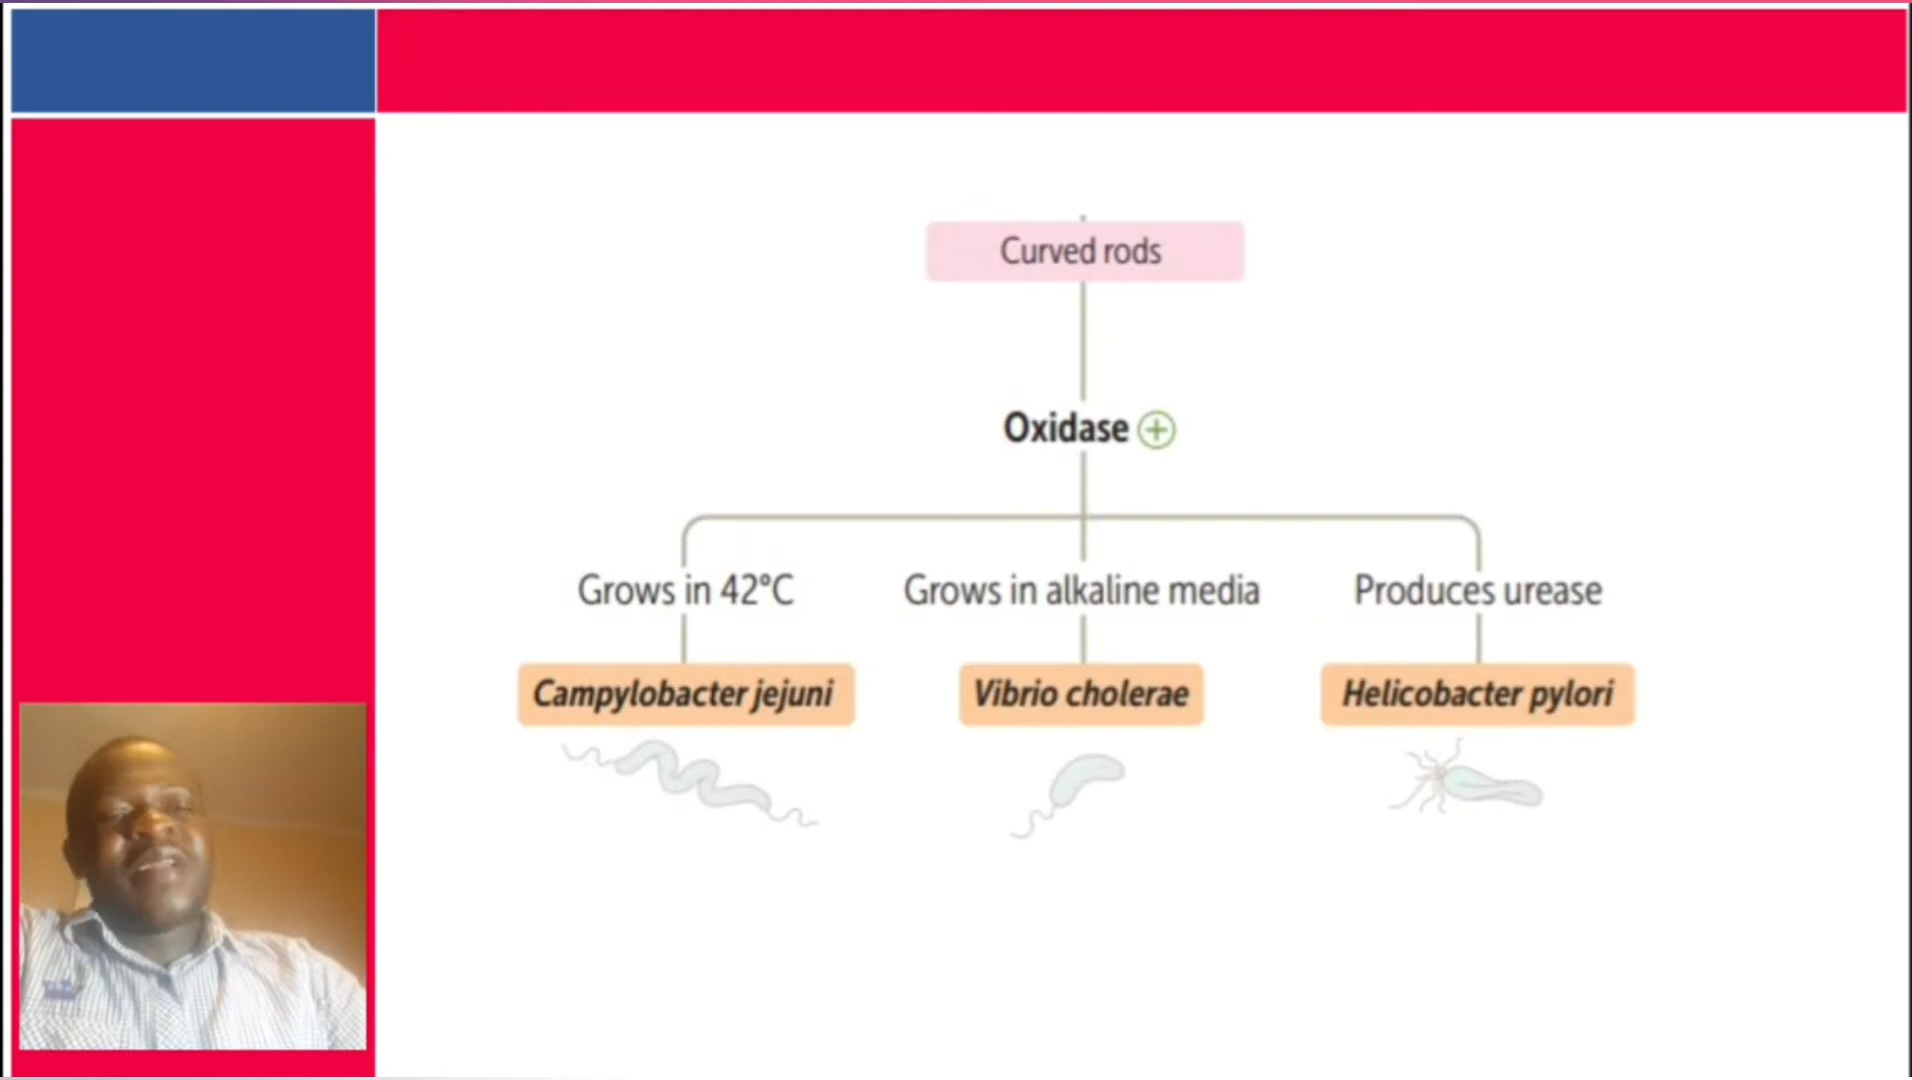 Curved rods
Oxidase ⊕
Grows in 42°C
Grows in alkaline media
Produces urease
Campylobacter jejuni
Vibrio cholerae
Helicobacter pylori